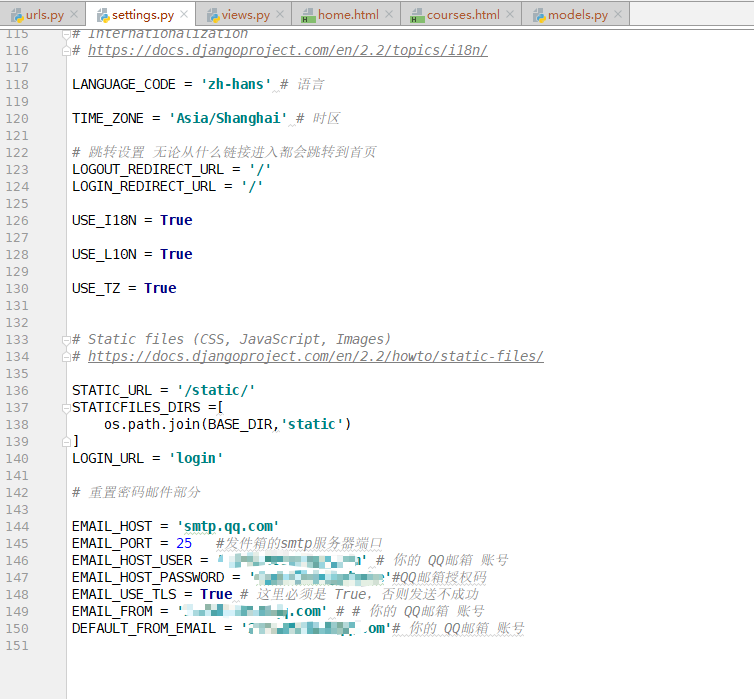 urls.py settings.py views.py home.html courses.html models.py
115 # Internationalization
116 # https://docs.djangoproject.com/en/2.2/topics/i18n/
117
118 LANGUAGE_CODE = 'zh-hans' # 语言
119
120 TIME_ZONE = 'Asia/Shanghai' # 时区
121
122 # 跳转设置 无论从什么链接进入都会跳转到首页
123 LOGOUT_REDIRECT_URL = '/'
124 LOGIN_REDIRECT_URL = '/'
125
126 USE_I18N = True
127
128 USE_L10N = True
129
130 USE_TZ = True
131
132
133 # Static files (CSS, JavaScript, Images)
134 # https://docs.djangoproject.com/en/2.2/howto/static-files/
135
136 STATIC_URL = '/static/'
137 STATICFILES_DIRS =[
138 os.path.join(BASE_DIR,'static')
139 ]
140 LOGIN_URL = 'login'
141
142 # 重置密码邮件部分
143
144 EMAIL_HOST = 'smtp.qq.com'
145 EMAIL_PORT = 25 #发件箱的smtp服务器端口
146 EMAIL_HOST_USER = ' ' # 你的 QQ邮箱 账号
147 EMAIL_HOST_PASSWORD = ' '#QQ邮箱授权码
148 EMAIL_USE_TLS = True # 这里必须是 True，否则发送不成功
149 EMAIL_FROM = ' .com' # # 你的 QQ邮箱 账号
150 DEFAULT_FROM_EMAIL = ' om'# 你的 QQ邮箱 账号
151